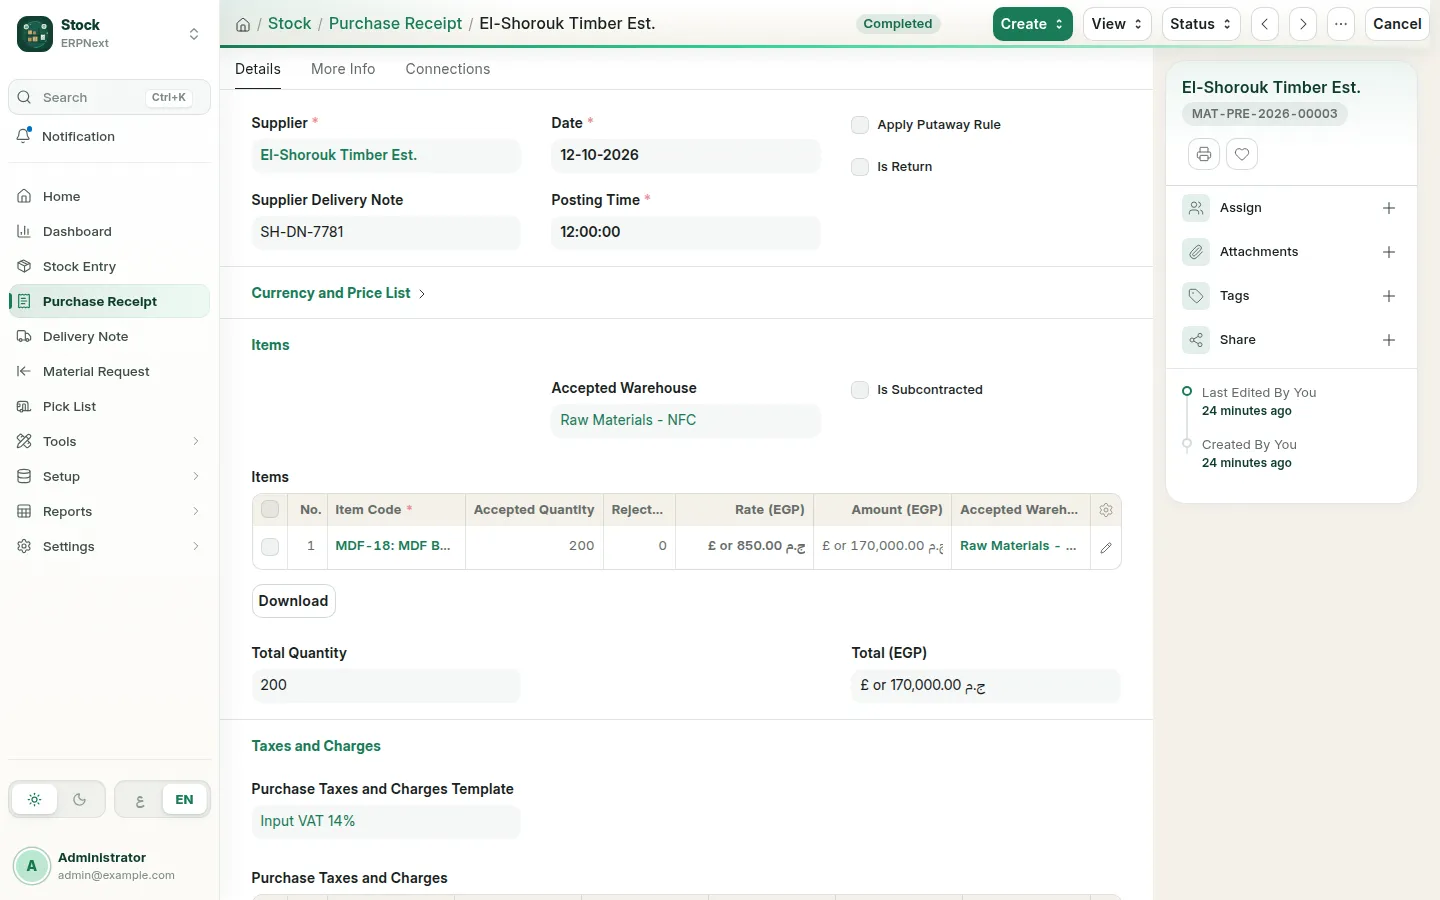 Stock
ERPNext
Search
Ctrl+K
Notification
Home
Dashboard
Stock Entry
Purchase Receipt
Delivery Note
Material Request
Pick List
Tools
Setup
Reports
Settings
ع
EN
A
Administrator
admin@example.com
/ Stock / Purchase Receipt / El-Shorouk Timber Est.
Completed
Create
View
Status
Cancel
Details
More Info
Connections
Supplier *
El-Shorouk Timber Est.
Date *
12-10-2026
Apply Putaway Rule
Is Return
Supplier Delivery Note
SH-DN-7781
Posting Time *
12:00:00
Currency and Price List
Items
Accepted Warehouse
Raw Materials - NFC
Is Subcontracted
Items
No. Item Code * Accepted Quantity Reject... Rate (EGP) Amount (EGP) Accepted Wareh...
1 MDF-18: MDF B... 200 0 £ or 850.00 ج.م £ or 170,000.00 ج.م Raw Materials - ...
Download
Total Quantity
200
Total (EGP)
£ or 170,000.00 ج.م
Taxes and Charges
Purchase Taxes and Charges Template
Input VAT 14%
Purchase Taxes and Charges
El-Shorouk Timber Est.
MAT-PRE-2026-00003
Assign
Attachments
Tags
Share
Last Edited By You
24 minutes ago
Created By You
24 minutes ago